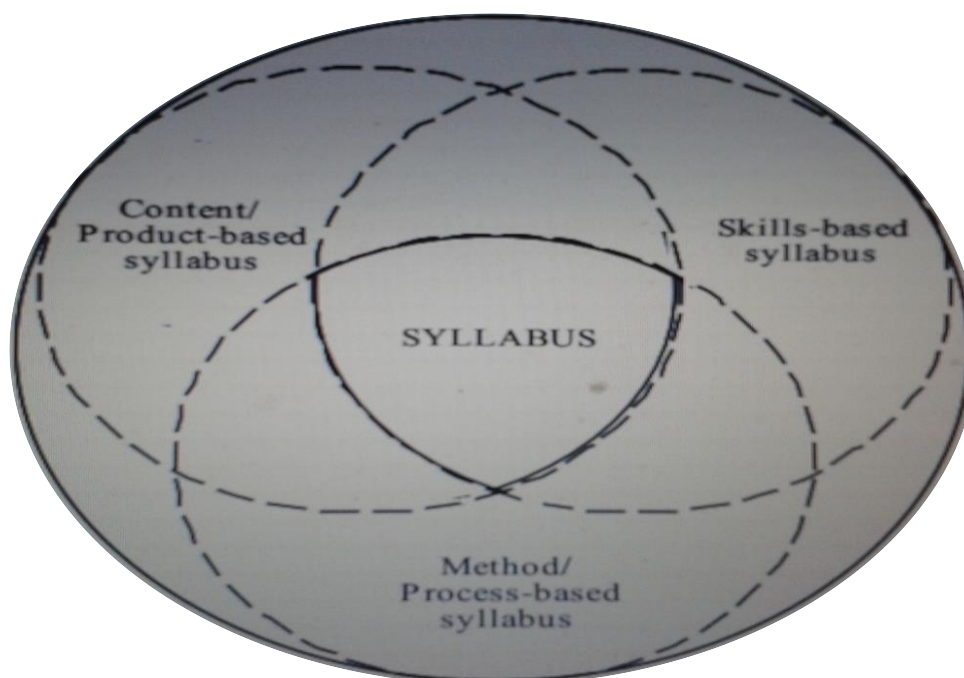 Content/
Product-based
syllabus
Skills-based
syllabus
SYLLABUS
Method/
Process-based
syllabus